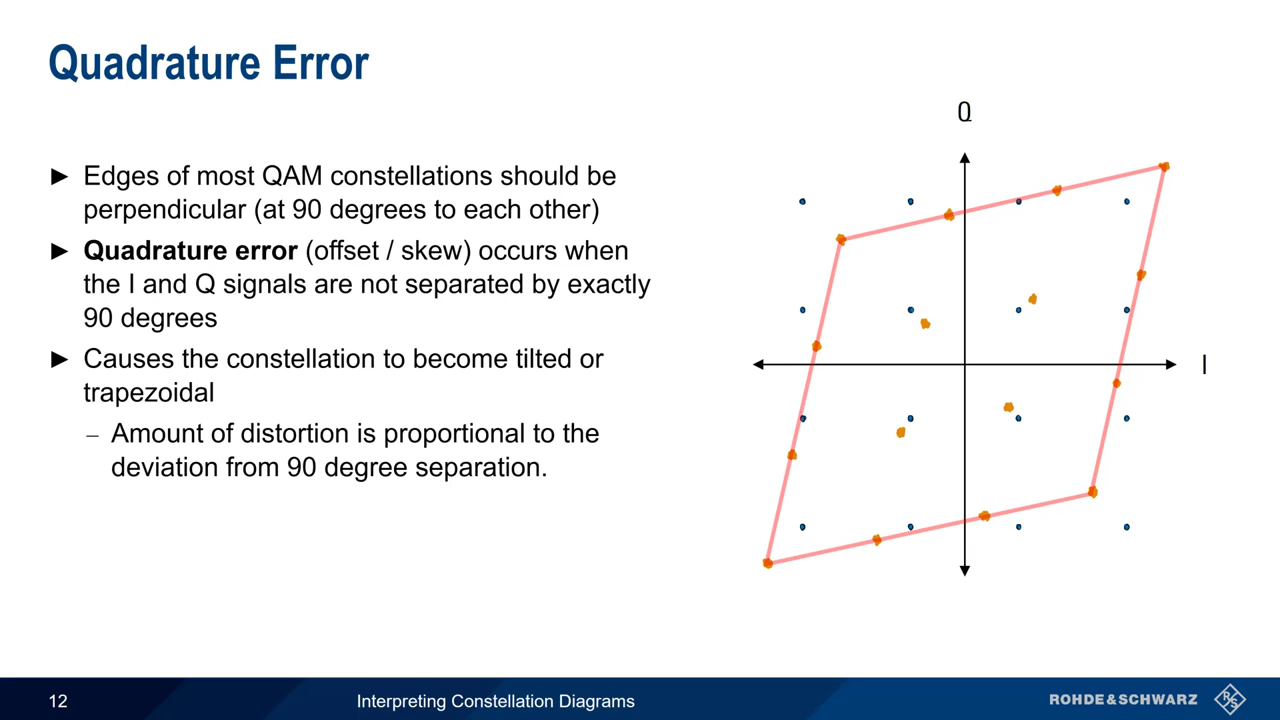 Quadrature Error
► Edges of most QAM constellations should be
perpendicular (at 90 degrees to each other)
► Quadrature error (offset / skew) occurs when
the I and Q signals are not separated by exactly
90 degrees
► Causes the constellation to become tilted or
trapezoidal
– Amount of distortion is proportional to the
deviation from 90 degree separation.
Q
I
12
Interpreting Constellation Diagrams
ROHDE & SCHWARZ
R S